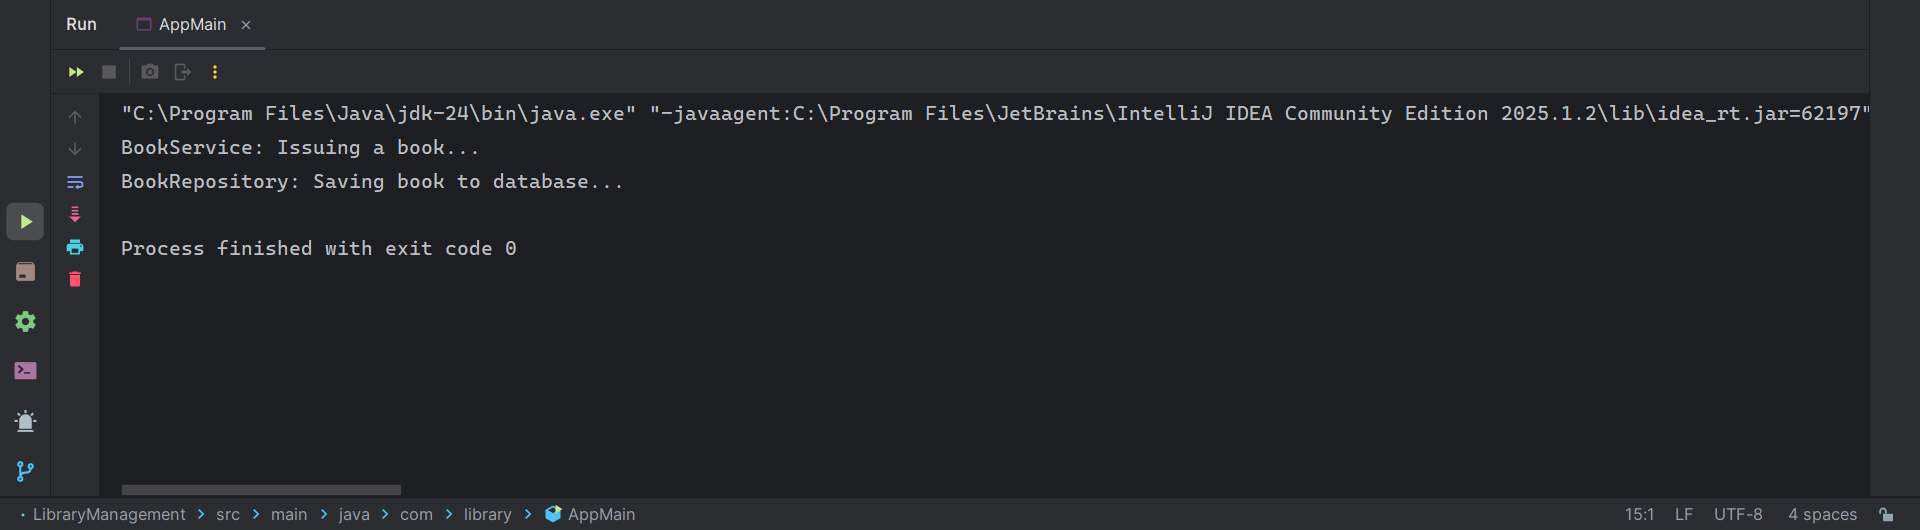 Run AppMain
"C:\Program Files\Java\jdk-24\bin\java.exe" "-javaagent:C:\Program Files\JetBrains\IntelliJ IDEA Community Edition 2025.1.2\lib\idea_rt.jar=62197"
BookService: Issuing a book...
BookRepository: Saving book to database...
Process finished with exit code 0
LibraryManagement > src > main > java > com > library > AppMain 15:1 LF UTF-8 4 spaces